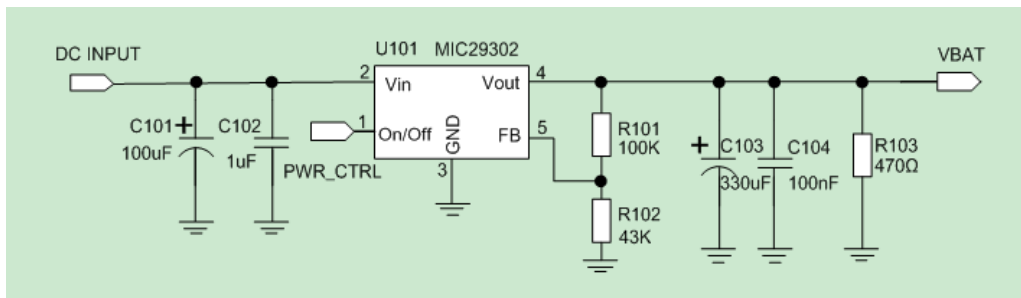 DC INPUT
U101 MIC29302
VBAT
2
Vin
Vout
4
C101
+
100uF
C102
1uF
1
On/Off
PWR_CTRL
GND
3
FB
5
R101
100K
R102
43K
+
C103
330uF
C104
100nF
R103
470Ω